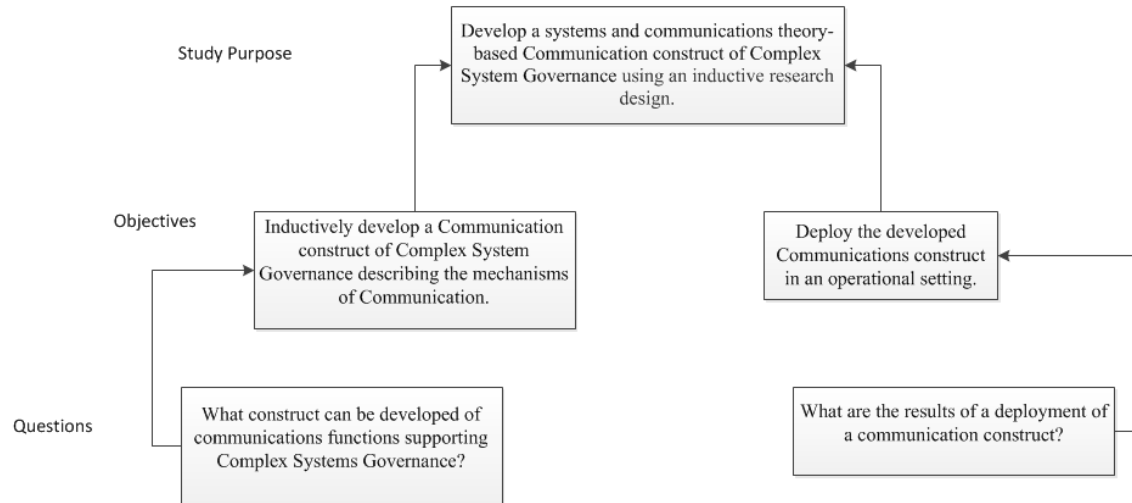 Study Purpose
Develop a systems and communications theory-
based Communication construct of Complex
System Governance using an inductive research
design.
Objectives
Inductively develop a Communication
construct of Complex System
Governance describing the mechanisms
of Communication.
Deploy the developed
Communications construct
in an operational setting.
Questions
What construct can be developed of
communications functions supporting
Complex Systems Governance?
What are the results of a deployment of
a communication construct?